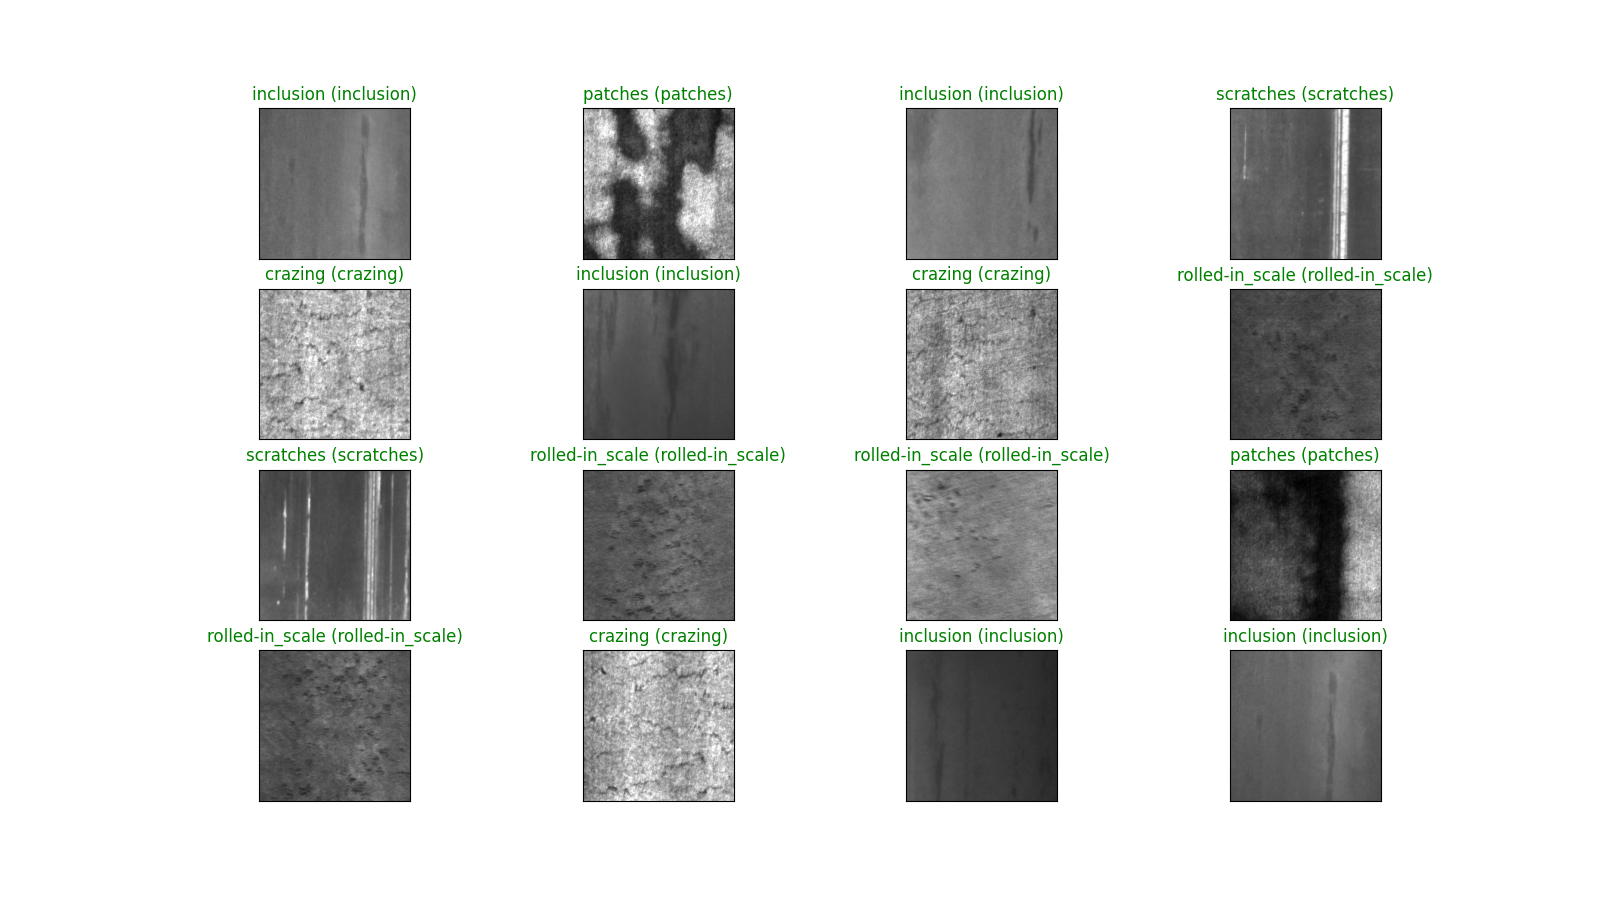 inclusion (inclusion)
patches (patches)
inclusion (inclusion)
scratches (scratches)
crazing (crazing)
inclusion (inclusion)
crazing (crazing)
rolled-in_scale (rolled-in_scale)
scratches (scratches)
rolled-in_scale (rolled-in_scale)
rolled-in_scale (rolled-in_scale)
patches (patches)
rolled-in_scale (rolled-in_scale)
crazing (crazing)
inclusion (inclusion)
inclusion (inclusion)